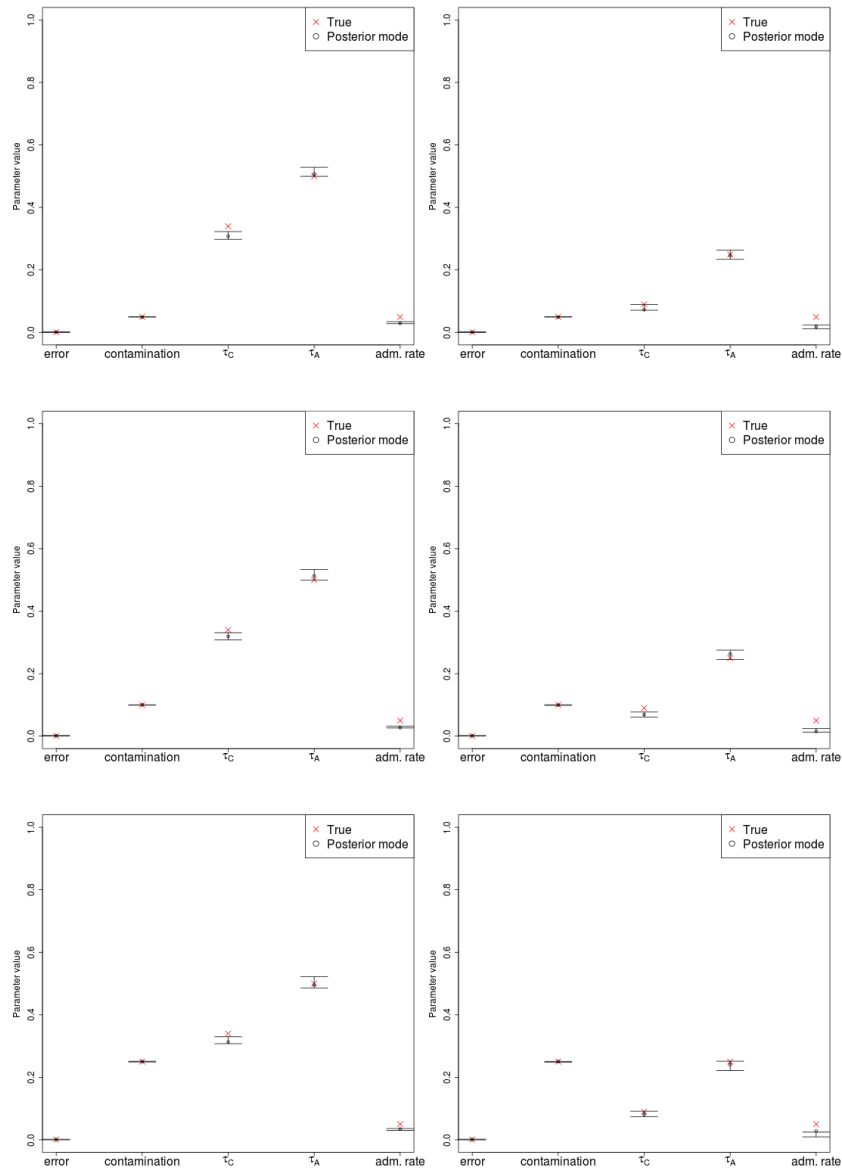 True
Posterior mode
Parameter value
1.0
0.8
0.6
0.4
0.2
0.0
error contamination τC τA adm. rate
True
Posterior mode
Parameter value
1.0
0.8
0.6
0.4
0.2
0.0
error contamination τC τA adm. rate
True
Posterior mode
Parameter value
1.0
0.8
0.6
0.4
0.2
0.0
error contamination τC τA adm. rate
True
Posterior mode
Parameter value
1.0
0.8
0.6
0.4
0.2
0.0
error contamination τC τA adm. rate
True
Posterior mode
Parameter value
1.0
0.8
0.6
0.4
0.2
0.0
error contamination τC τA adm. rate
True
Posterior mode
Parameter value
1.0
0.8
0.6
0.4
0.2
0.0
error contamination τC τA adm. rate